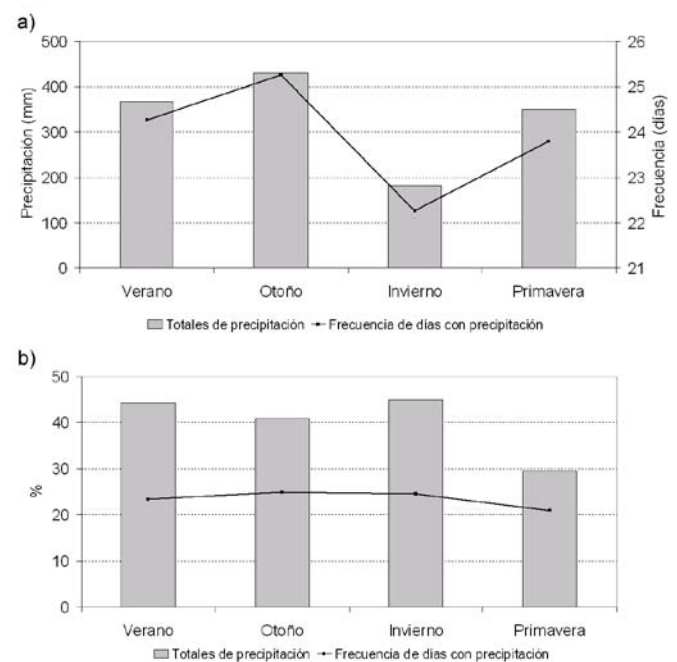 a)
500 26
400 25
300 24
200 23
100 22
0 21
Precipitación (mm)
Frecuencia (días)
Verano Otoño Invierno Primavera
Totales de precipitación Frecuencia de días con precipitación
b)
50
40
30
20
10
0
%
Verano Otoño Invierno Primavera
Totales de precipitación Frecuencia de días con precipitación